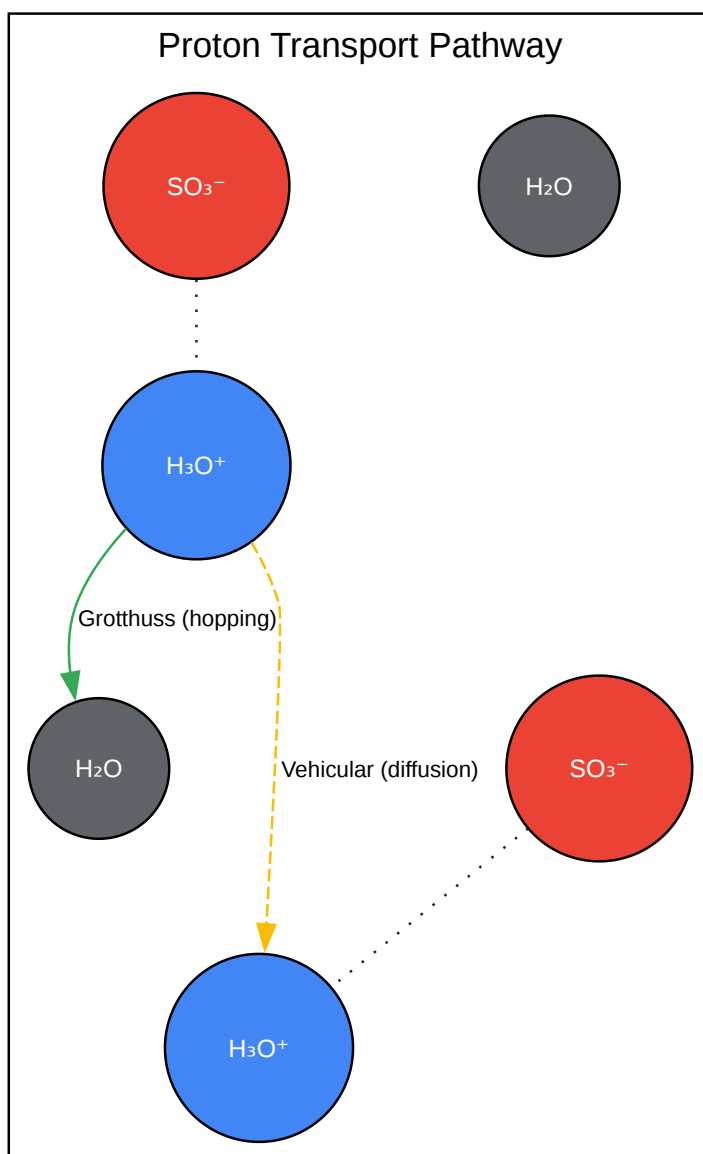 Proton Transport Pathway
SO₃⁻
H₂O
H₃O⁺
Grotthuss (hopping)
H₂O
Vehicular (diffusion)
SO₃⁻
H₃O⁺